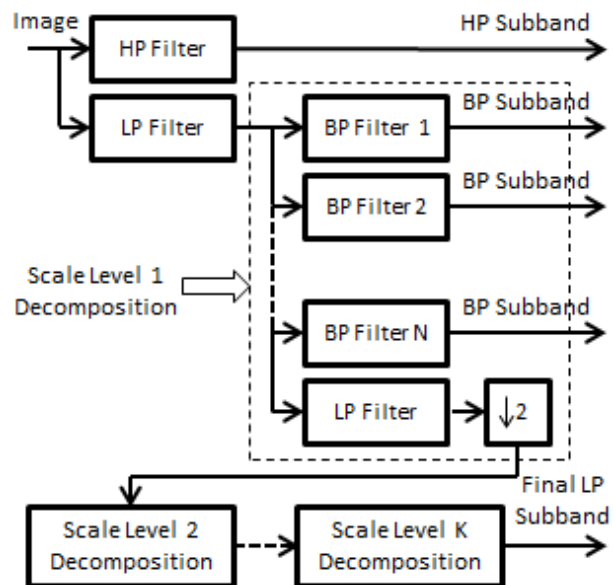 Image
HP Subband
HP Filter
BP Subband
LP Filter
BP Filter 1
BP Subband
BP Filter 2
Scale Level 1
Decomposition
BP Subband
BP Filter N
LP Filter
↓2
Final LP
Subband
Scale Level 2
Decomposition
Scale Level K
Decomposition